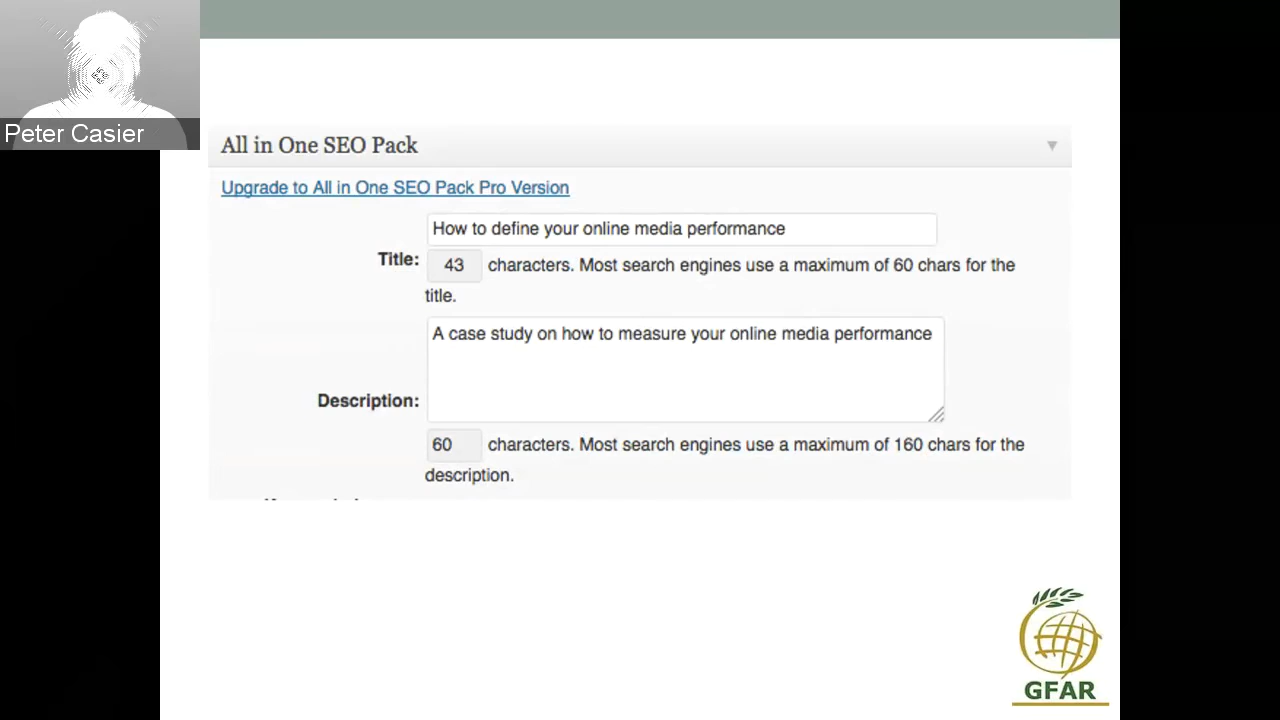 Peter Casier
All in One SEO Pack
Upgrade to All in One SEO Pack Pro Version
How to define your online media performance
Title:
43 characters. Most search engines use a maximum of 60 chars for the
title.
A case study on how to measure your online media performance
Description:
60 characters. Most search engines use a maximum of 160 chars for the
description.
GFAR